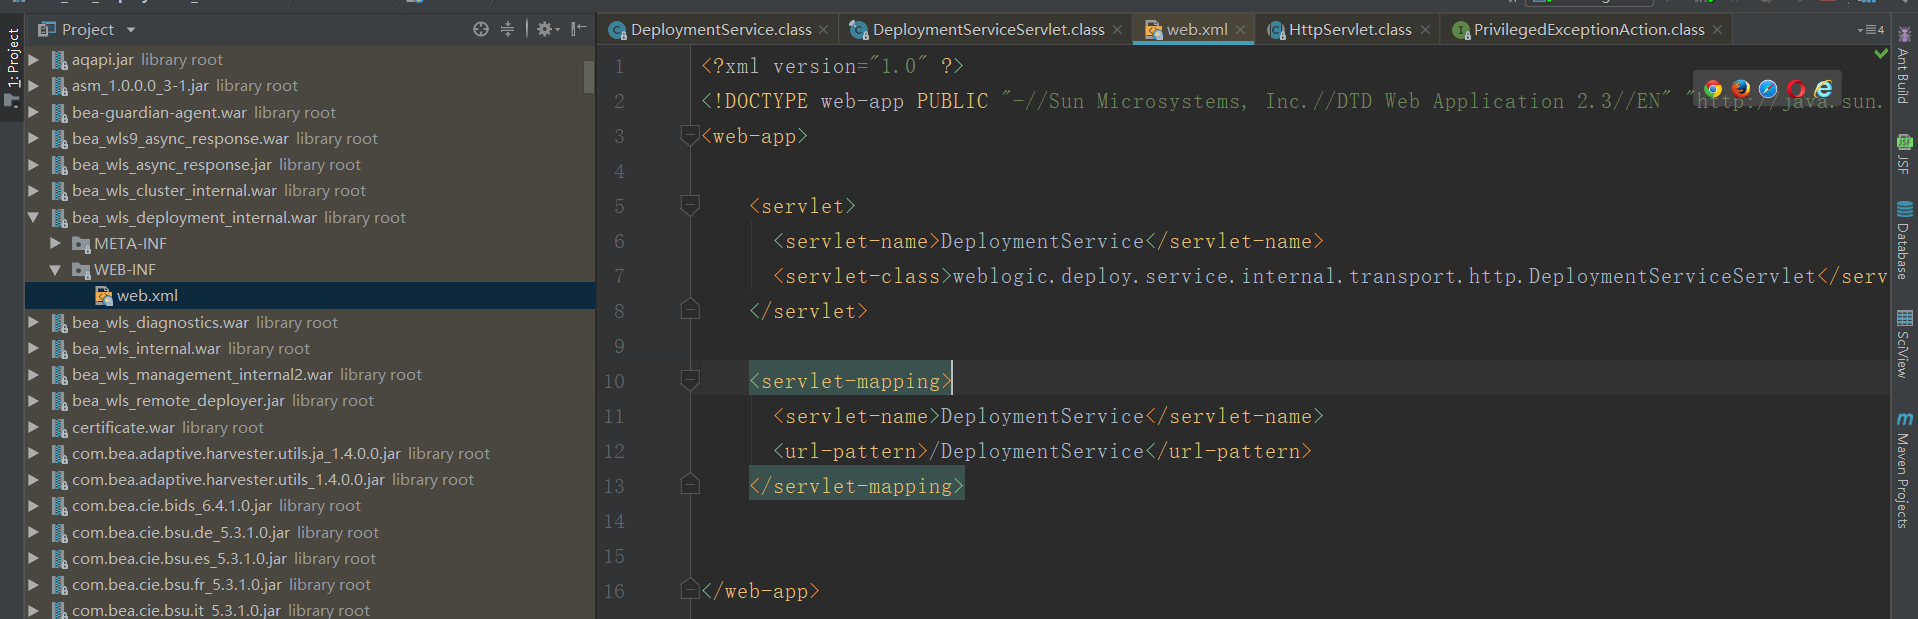 Project
1: Project
aqapi.jar library root
asm_1.0.0.0_3-1.jar library root
bea-guardian-agent.war library root
bea_wls9_async_response.war library root
bea_wls_async_response.jar library root
bea_wls_cluster_internal.war library root
bea_wls_deployment_internal.war library root
META-INF
WEB-INF
web.xml
bea_wls_diagnostics.war library root
bea_wls_internal.war library root
bea_wls_management_internal2.war library root
bea_wls_remote_deployer.jar library root
certificate.war library root
com.bea.adaptive.harvester.utils.ja_1.4.0.0.jar library root
com.bea.adaptive.harvester.utils_1.4.0.0.jar library root
com.bea.cie.bids_6.4.1.0.jar library root
com.bea.cie.bsu.de_5.3.1.0.jar library root
com.bea.cie.bsu.es_5.3.1.0.jar library root
com.bea.cie.bsu.fr_5.3.1.0.jar library root
com.bea.cie.bsu.it_5.3.1.0.jar library root
DeploymentService.class DeploymentServiceServlet.class web.xml HttpServlet.class PrivilegedExceptionAction.class 4
1 <?xml version="1.0" ?>
2 <!DOCTYPE web-app PUBLIC "-//Sun Microsystems, Inc.//DTD Web Application 2.3//EN" "http://java.sun.
3 <web-app>
4
5 <servlet>
6 <servlet-name>DeploymentService</servlet-name>
7 <servlet-class>weblogic.deploy.service.internal.transport.http.DeploymentServiceServlet</serv
8 </servlet>
9
10 <servlet-mapping>
11 <servlet-name>DeploymentService</servlet-name>
12 <url-pattern>/DeploymentService</url-pattern>
13 </servlet-mapping>
14
15
16 </web-app>
Ant Build
JSF
Database
SciView
Maven Projects